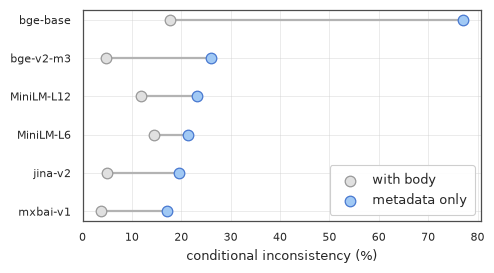 bge-base
bge-v2-m3
MiniLM-L12
MiniLM-L6
jina-v2
mxbai-v1
with body
metadata only
0 10 20 30 40 50 60 70 80
conditional inconsistency (%)